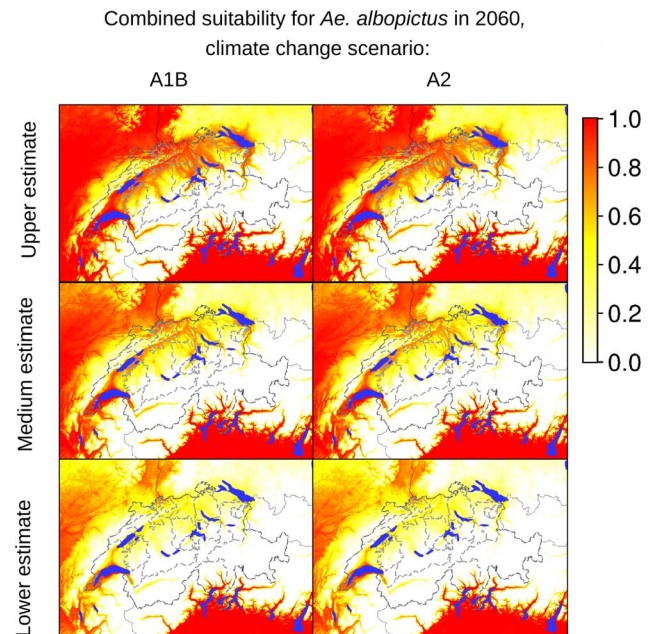 Combined suitability for Ae. albopictus in 2060,
climate change scenario:
A1B
A2
Upper estimate
Medium estimate
Lower estimate
1.0
0.8
0.6
0.4
0.2
0.0